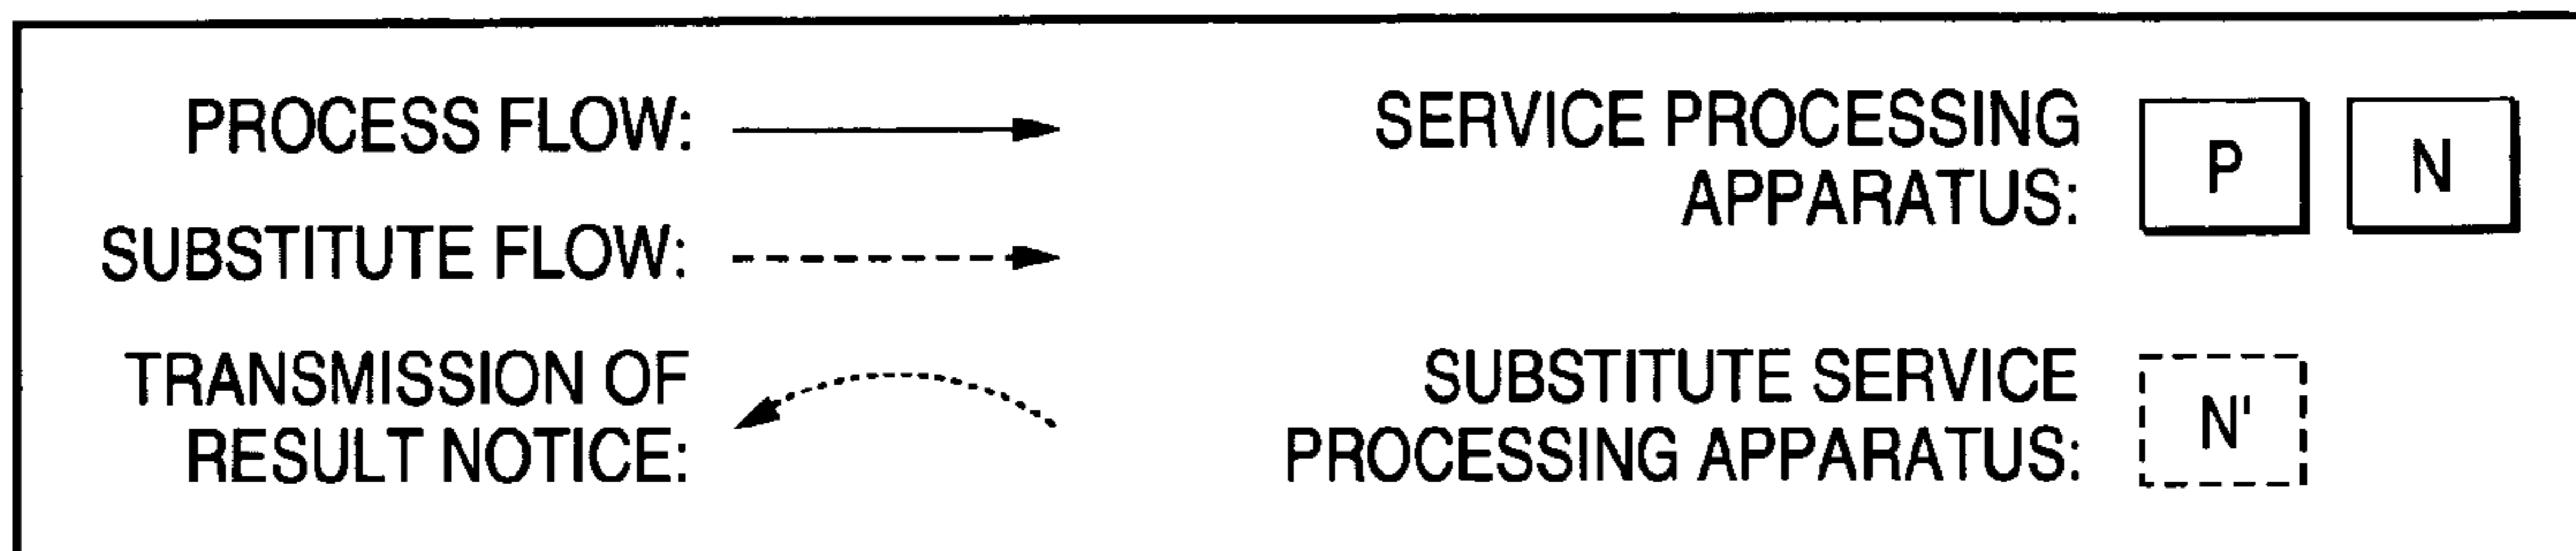 PROCESS FLOW:
SUBSTITUTE FLOW:
TRANSMISSION OF
RESULT NOTICE:
SERVICE PROCESSING
APPARATUS:
P N
SUBSTITUTE SERVICE
PROCESSING APPARATUS:
N'